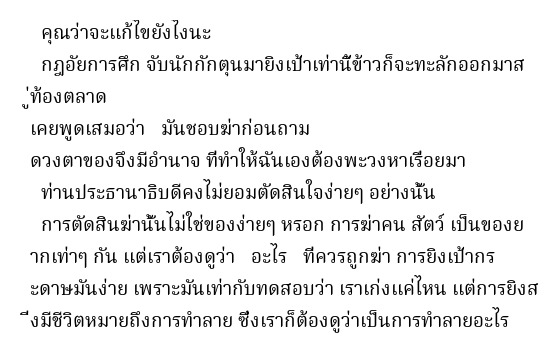 คุณว่าจะแก้ไขยังไงนะ
กฎอัยการศึก จับนักกักตุนมายิงเป้าเท่านี้ข้าวก็จะทะลักออกมาส
ู่ท้องตลาด
เคยพูดเสมอว่า มันชอบฆ่าก่อนถาม
ดวงตาของจึงมีอำนาจ ที่ทำให้ฉันเองต้องพะวงหาเรื่อยมา
ท่านประธานาธิบดีคงไม่ยอมตัดสินใจง่ายๆ อย่างนั้น
การตัดสินฆ่านั้นไม่ใช่ของง่ายๆ หรอก การฆ่าคน สัตว์ เป็นของย
ากเท่าๆ กัน แต่เราต้องดูว่า อะไร ที่ควรถูกฆ่า การยิงเป้ากร
ะดาษมันง่าย เพราะมันเท่ากับทดสอบว่า เราเก่งแค่ไหน แต่การยิงส
ิ่งมีชีวิตหมายถึงการทำลาย ซึ่งเราก็ต้องดูว่าเป็นการทำลายอะไร